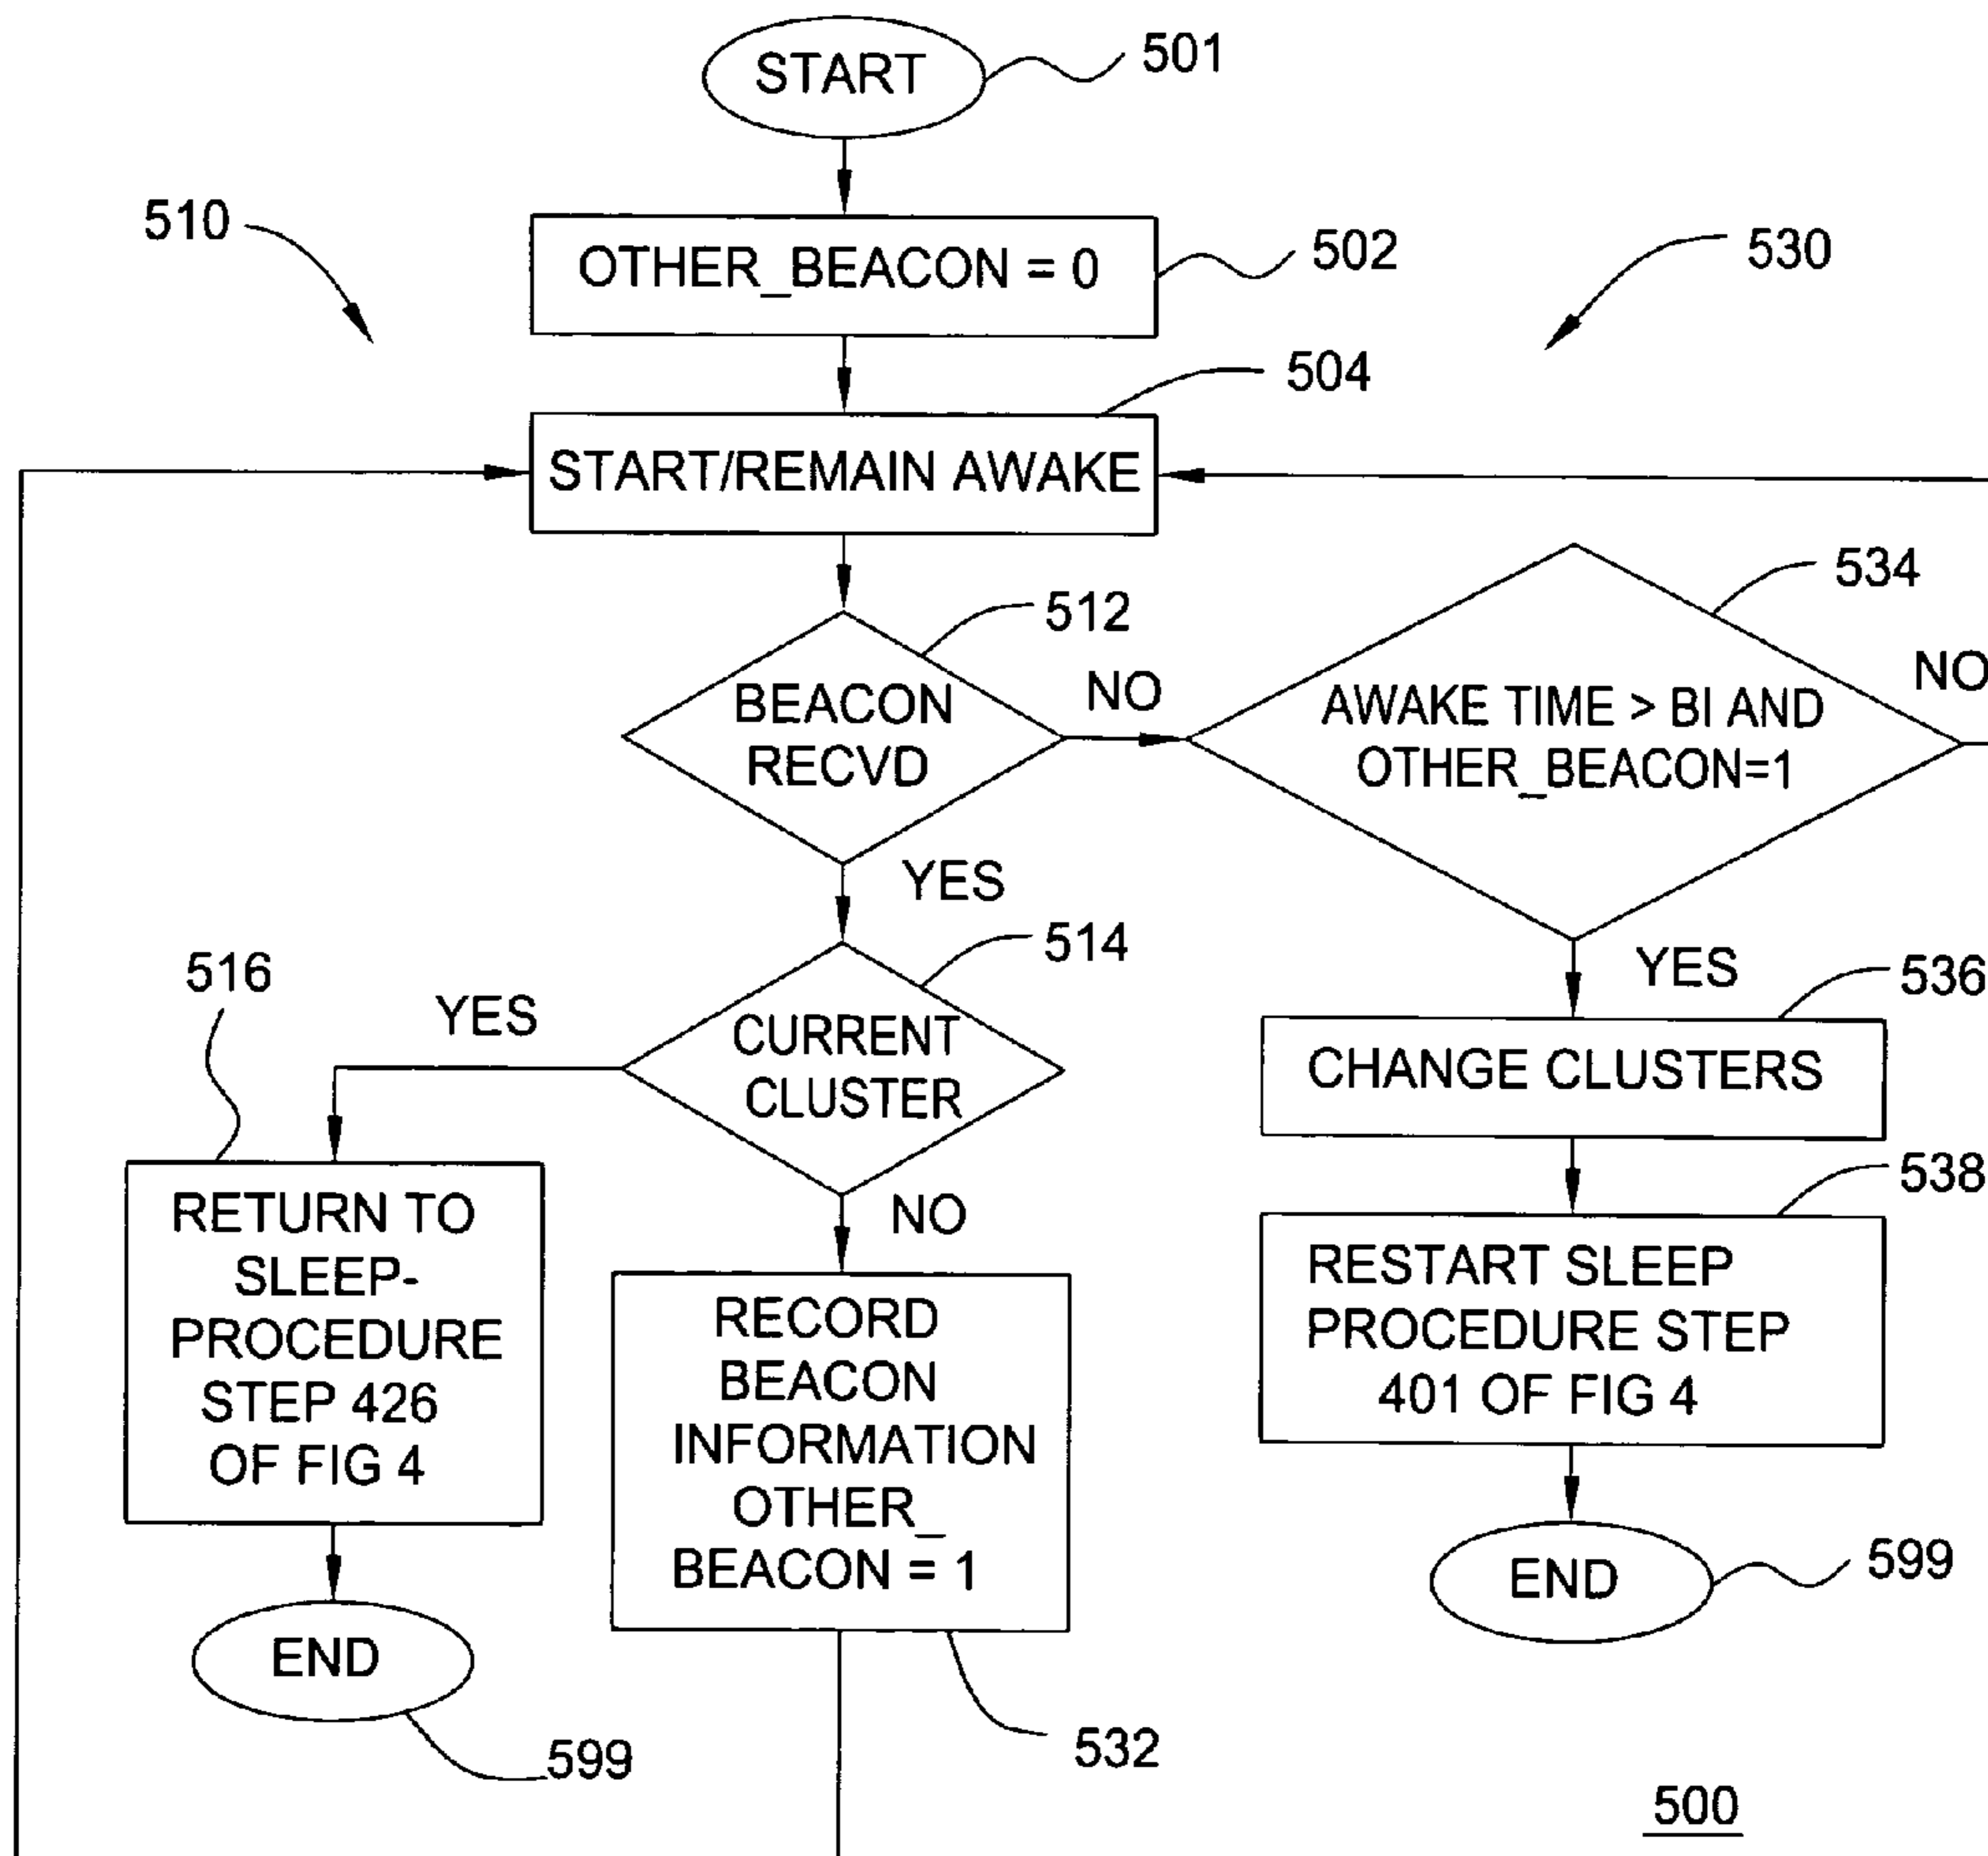 START
501
510
OTHER_BEACON = 0
502
530
504
START/REMAIN AWAKE
534
512
NO
NO
BEACON
RECVD
AWAKE TIME > BI AND
OTHER_BEACON=1
YES
514
YES
536
516
YES
CURRENT
CLUSTER
CHANGE CLUSTERS
538
RETURN TO
SLEEP-
PROCEDURE
STEP 426
OF FIG 4
NO
RESTART SLEEP
PROCEDURE STEP
401 OF FIG 4
RECORD
BEACON
INFORMATION
OTHER_
BEACON = 1
END
599
END
599
532
500